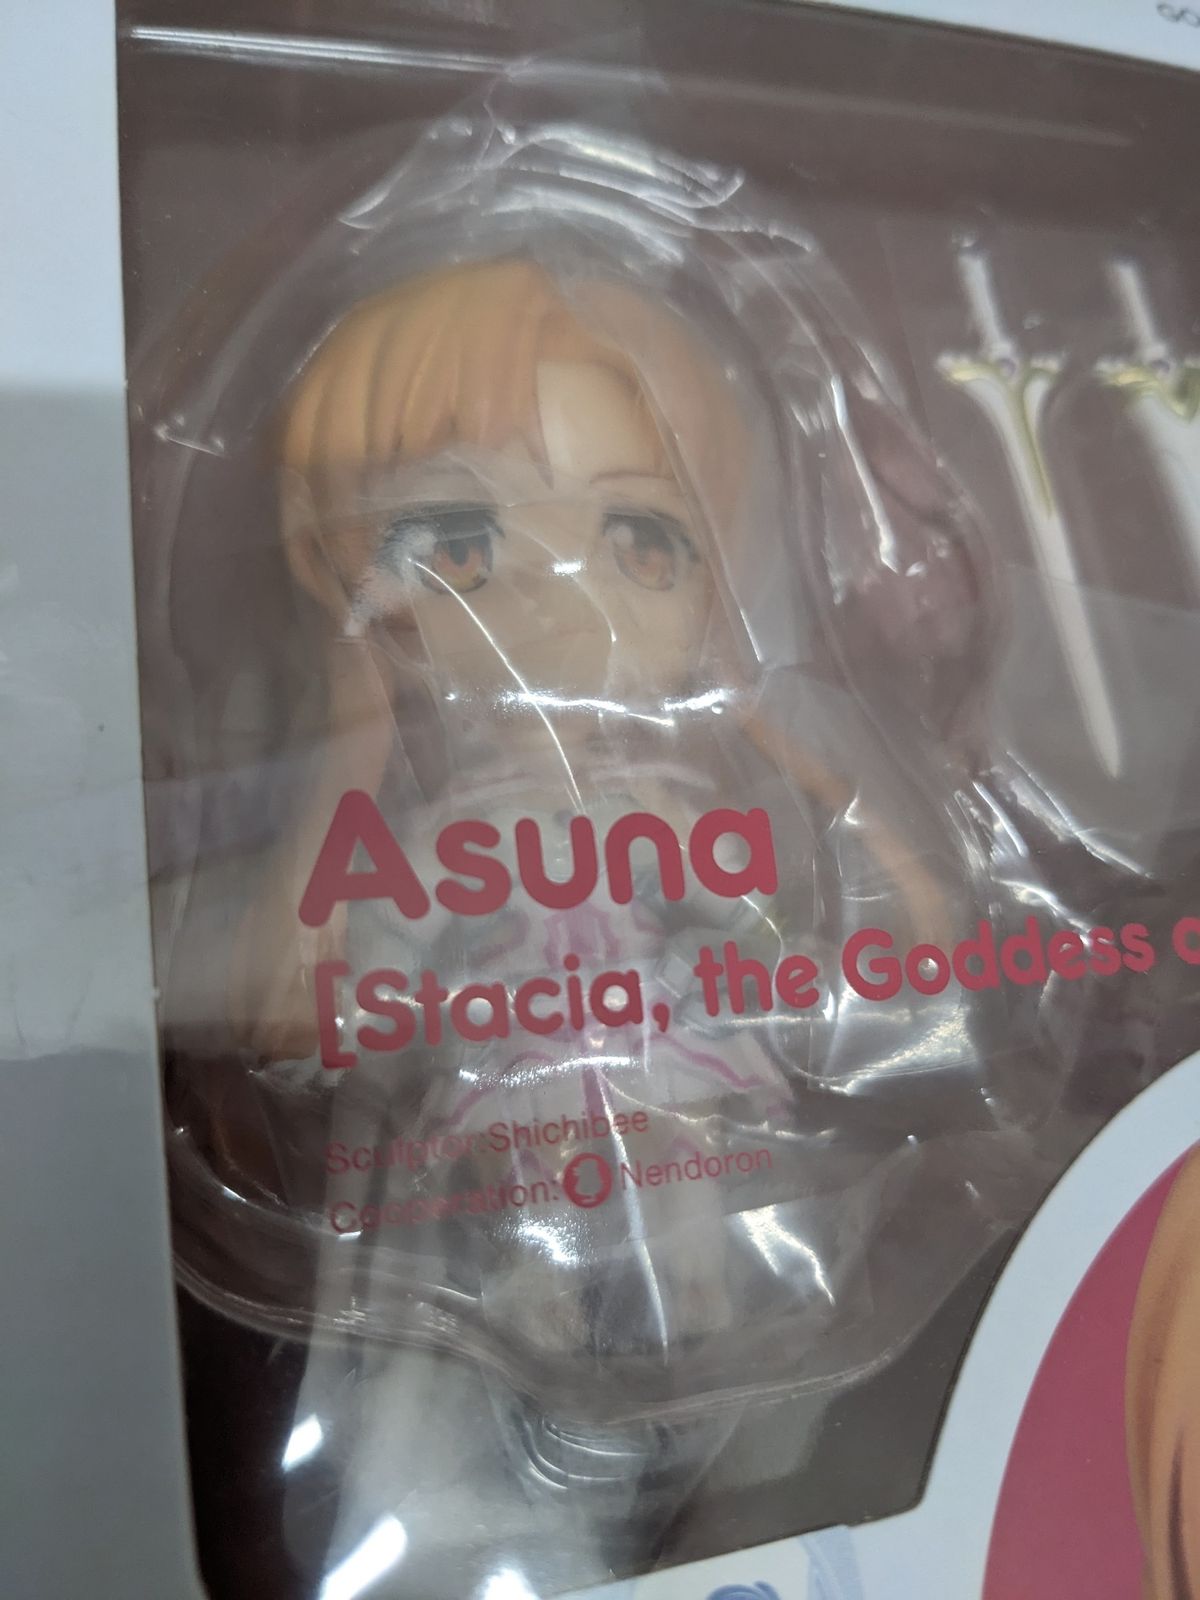 Asuna
[Stacia, the Goddess
Sculptor:Shichibee
Cooperation: Nendoron